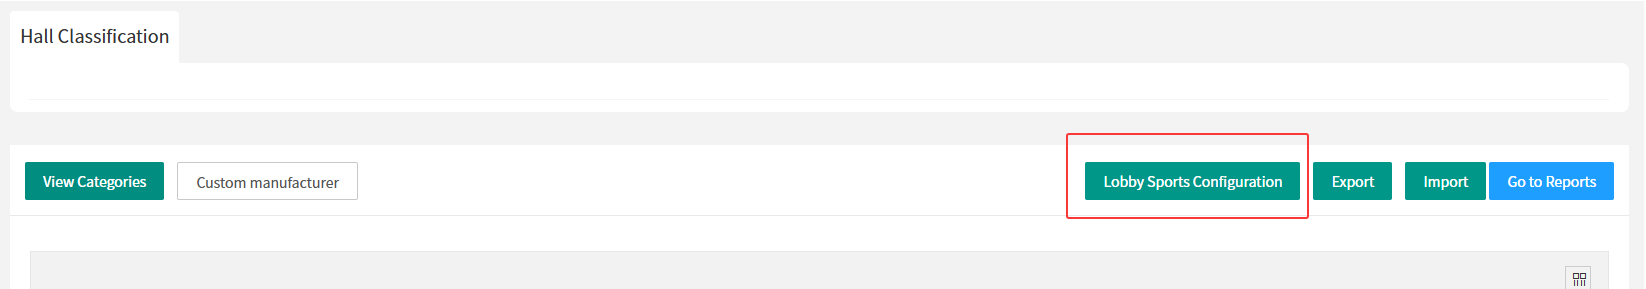 Hall Classification
View Categories
Custom manufacturer
Lobby Sports Configuration
Export
Import
Go to Reports